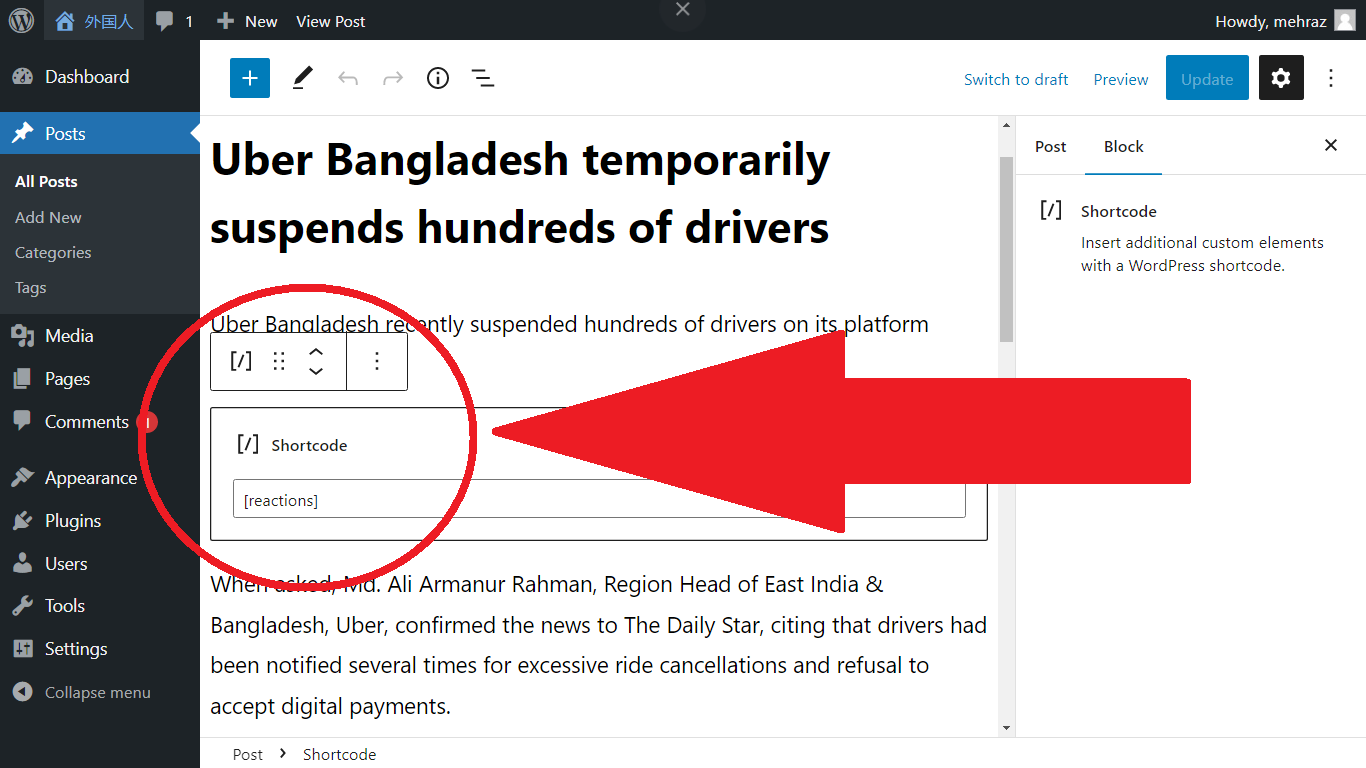 外国人
1
New
View Post
Howdy, mehraz
Dashboard
Posts
All Posts
Add New
Categories
Tags
Media
Pages
Comments 1
Appearance
Plugins
Users
Tools
Settings
Collapse menu
Switch to draft
Preview
Update
Uber Bangladesh temporarily
suspends hundreds of drivers
Uber Bangladesh recently suspended hundreds of drivers on its platform
[/]
[/] Shortcode
[reactions]
When asked, Md. Ali Armanur Rahman, Region Head of East India &
Bangladesh, Uber, confirmed the news to The Daily Star, citing that drivers had
been notified several times for excessive ride cancellations and refusal to
accept digital payments.
Post
Block
[/] Shortcode
Insert additional custom elements
with a WordPress shortcode.
Post > Shortcode